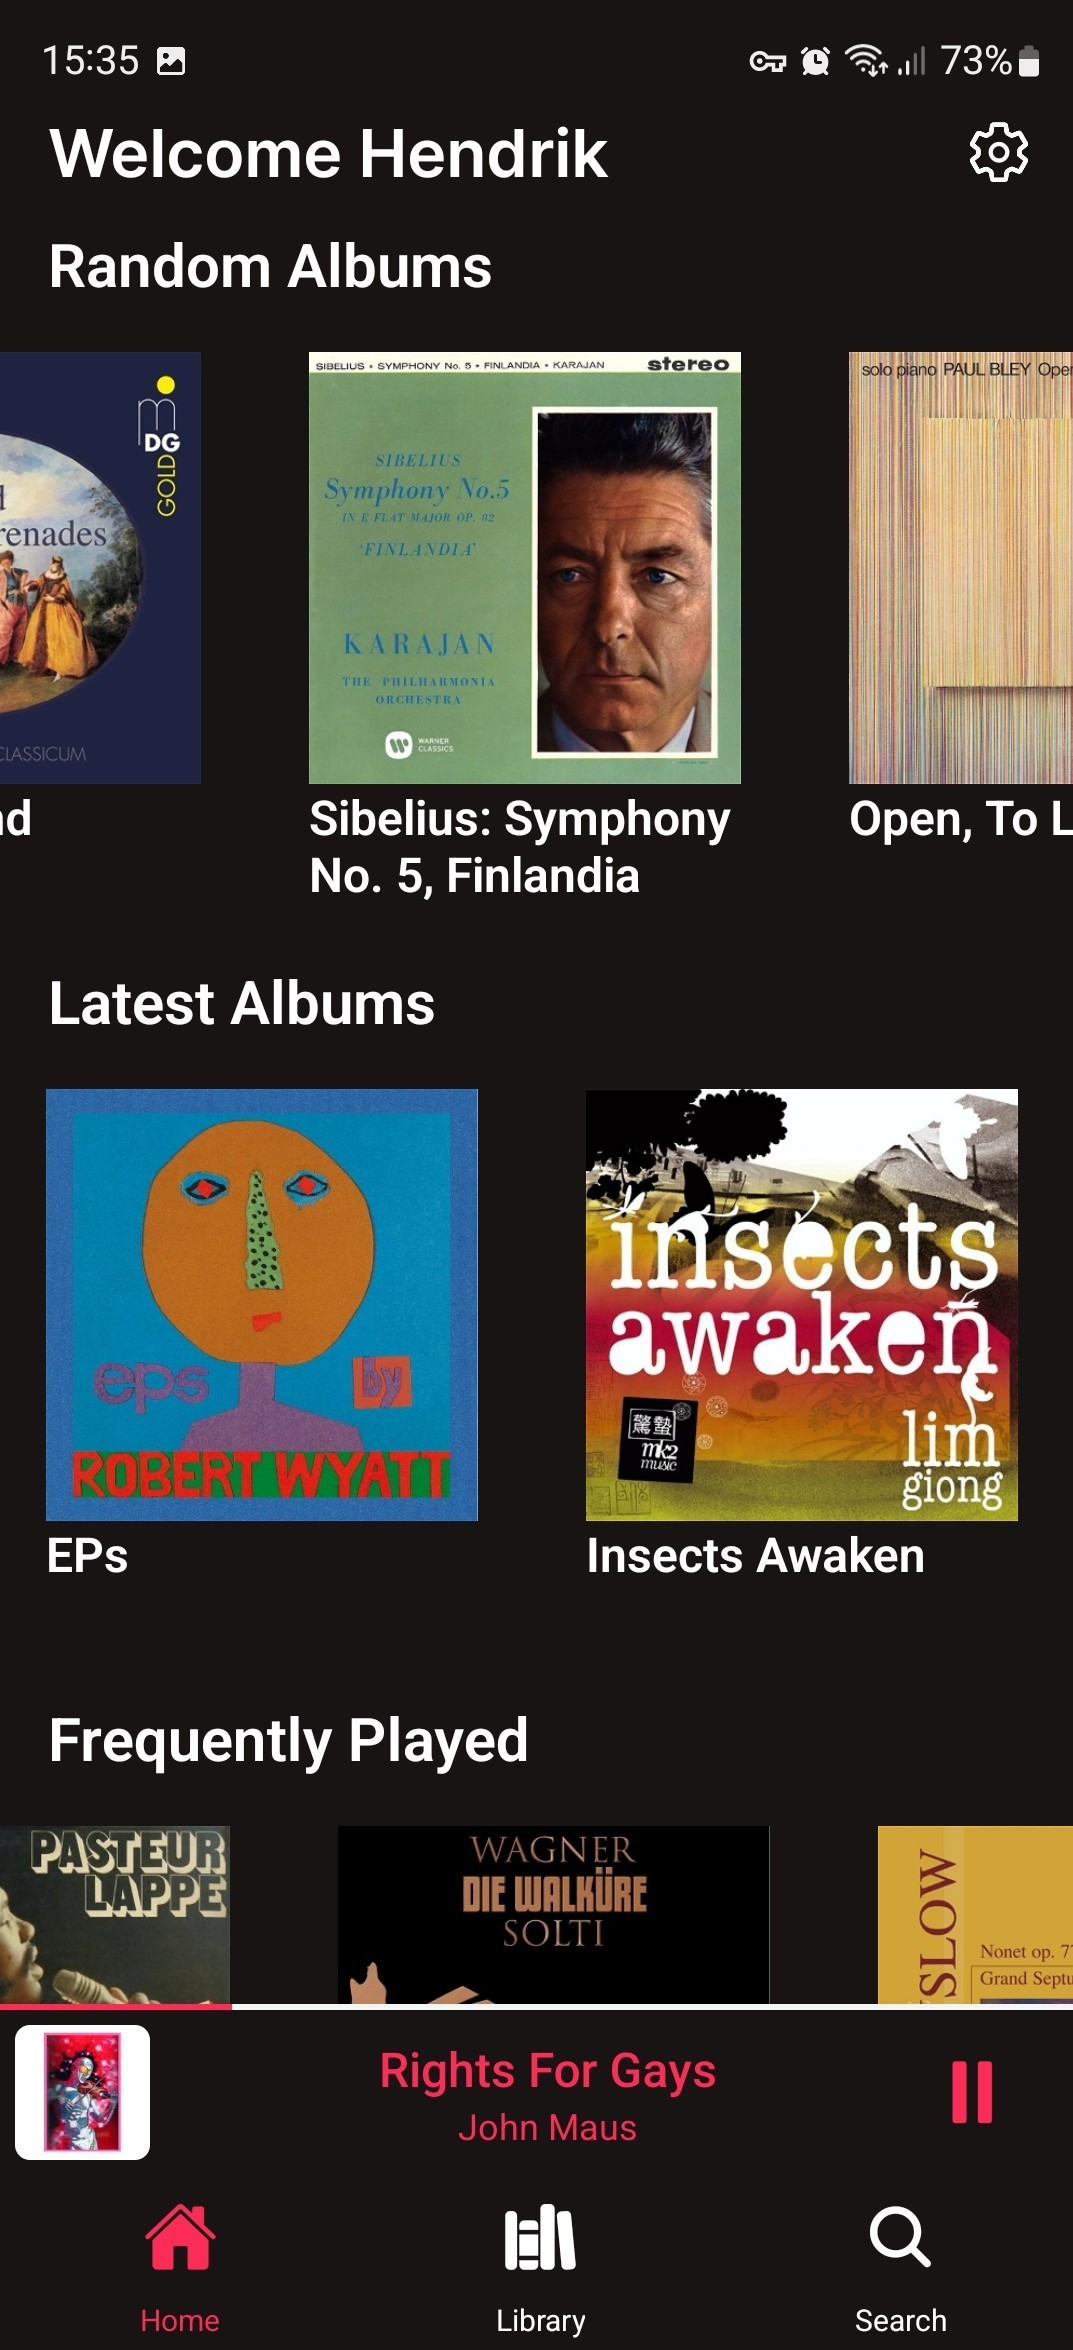 15:35
73%
Welcome Hendrik
Random Albums
DG
GOLD
renades
CLASSICUM
nd
SIBELIUS • SYMPHONY No. 5 • FINLANDIA • KARAJAN stereo
SIBELIUS
Symphony No.5
IN E FLAT MAJOR OP. 82
'FINLANDIA'
KARAJAN
THE PHILHARMONIA
ORCHESTRA
WARNER
CLASSICS
Sibelius: Symphony
No. 5, Finlandia
solo piano PAUL BLEY Open
Open, To L
Latest Albums
eps by
ROBERT WYATT
EPs
insects
awaken
lim
giong
驚蟄
mk2
music
Insects Awaken
Frequently Played
PASTEUR
LAPPE
WAGNER
DIE WALKÜRE
SOLTI
SLOW
Nonet op. 77
Grand Septu
Rights For Gays
John Maus
Home
Library
Search